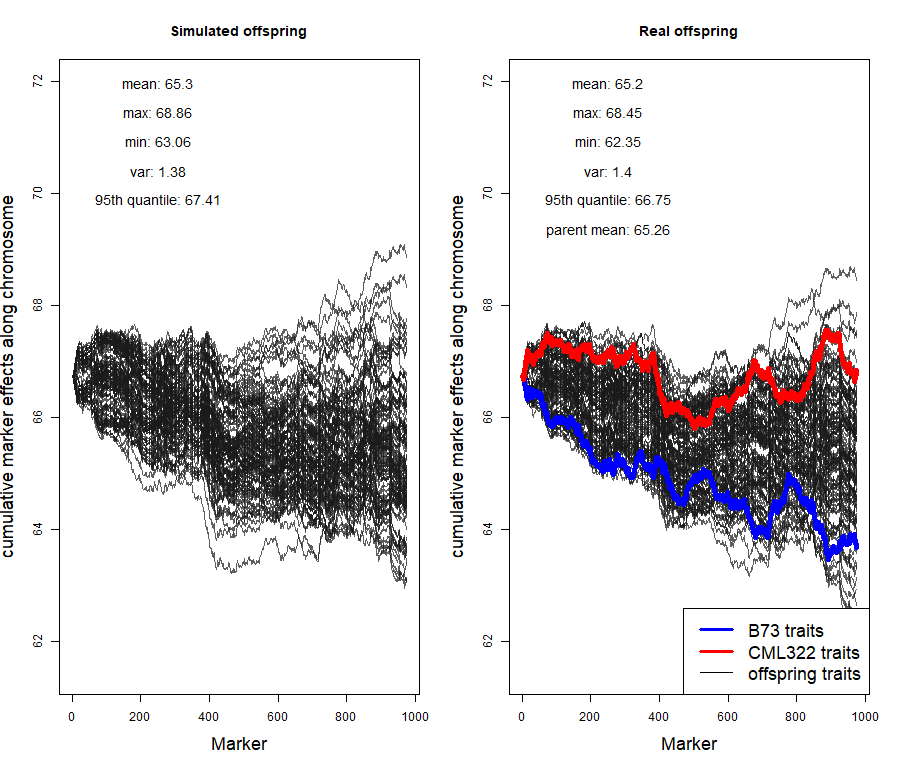 Simulated offspring
mean: 65.3
max: 68.86
min: 63.06
var: 1.38
95th quantile: 67.41
cumulative marker effects along chromosome
72
70
68
66
64
62
0 200 400 600 800 1000
Marker
Real offspring
mean: 65.2
max: 68.45
min: 62.35
var: 1.4
95th quantile: 66.75
parent mean: 65.26
cumulative marker effects along chromosome
72
70
68
66
64
62
B73 traits
CML322 traits
offspring traits
0 200 400 600 800 1000
Marker